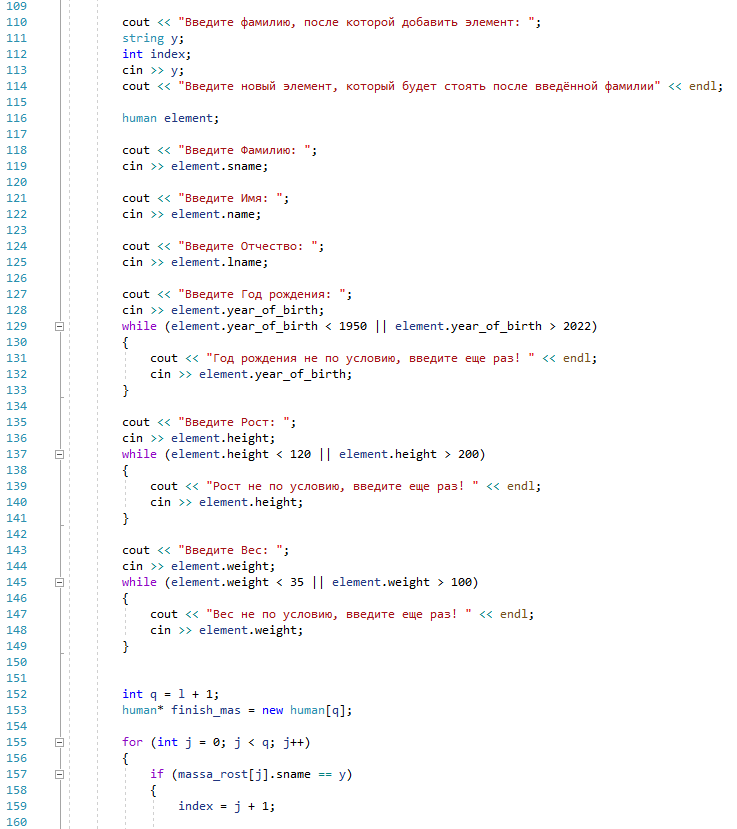 109
110 cout << "Введите фамилию, после которой добавить элемент: ";
111 string y;
112 int index;
113 cin >> y;
114 cout << "Введите новый элемент, который будет стоять после введённой фамилии" << endl;
115
116 human element;
117
118 cout << "Введите Фамилию: ";
119 cin >> element.sname;
120
121 cout << "Введите Имя: ";
122 cin >> element.name;
123
124 cout << "Введите Отчество: ";
125 cin >> element.lname;
126
127 cout << "Введите Год рождения: ";
128 cin >> element.year_of_birth;
129 while (element.year_of_birth < 1950 || element.year_of_birth > 2022)
130 {
131 cout << "Год рождения не по условию, введите еще раз! " << endl;
132 cin >> element.year_of_birth;
133 }
134
135 cout << "Введите Рост: ";
136 cin >> element.height;
137 while (element.height < 120 || element.height > 200)
138 {
139 cout << "Рост не по условию, введите еще раз! " << endl;
140 cin >> element.height;
141 }
142
143 cout << "Введите Вес: ";
144 cin >> element.weight;
145 while (element.weight < 35 || element.weight > 100)
146 {
147 cout << "Вес не по условию, введите еще раз! " << endl;
148 cin >> element.weight;
149 }
150
151
152 int q = l + 1;
153 human* finish_mas = new human[q];
154
155 for (int j = 0; j < q; j++)
156 {
157 if (massa_rost[j].sname == y)
158 {
159 index = j + 1;
160